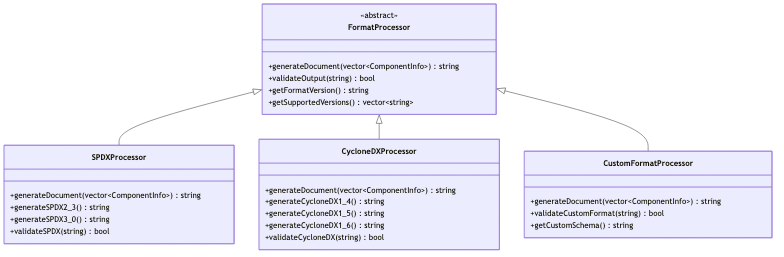 «abstract»
FormatProcessor
+generateDocument(vector<ComponentInfo>) : string
+validateOutput(string) : bool
+getFormatVersion() : string
+getSupportedVersions() : vector<string>
SPDXProcessor
+generateDocument(vector<ComponentInfo>) : string
+generateSPDX2_3() : string
+generateSPDX3_0() : string
+validateSPDX(string) : bool
CycloneDXProcessor
+generateDocument(vector<ComponentInfo>) : string
+generateCycloneDX1_4() : string
+generateCycloneDX1_5() : string
+generateCycloneDX1_6() : string
+validateCycloneDX(string) : bool
CustomFormatProcessor
+generateDocument(vector<ComponentInfo>) : string
+validateCustomFormat(string) : bool
+getCustomSchema() : string